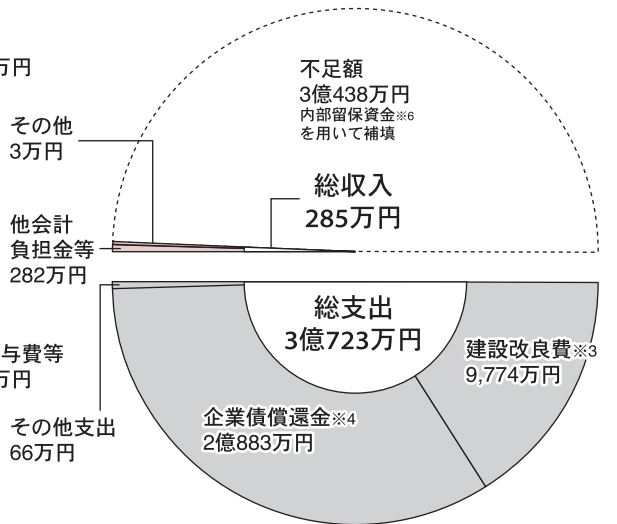 万円
不足額
3億438万円
内部留保資金※6
を用いて補填
その他
3万円
総収入
285万円
他会計
負担金等
282万円
総支出
3億723万円
与費等
万円
建設改良費※3
9,774万円
企業債償還金※4
2億883万円
その他支出
66万円